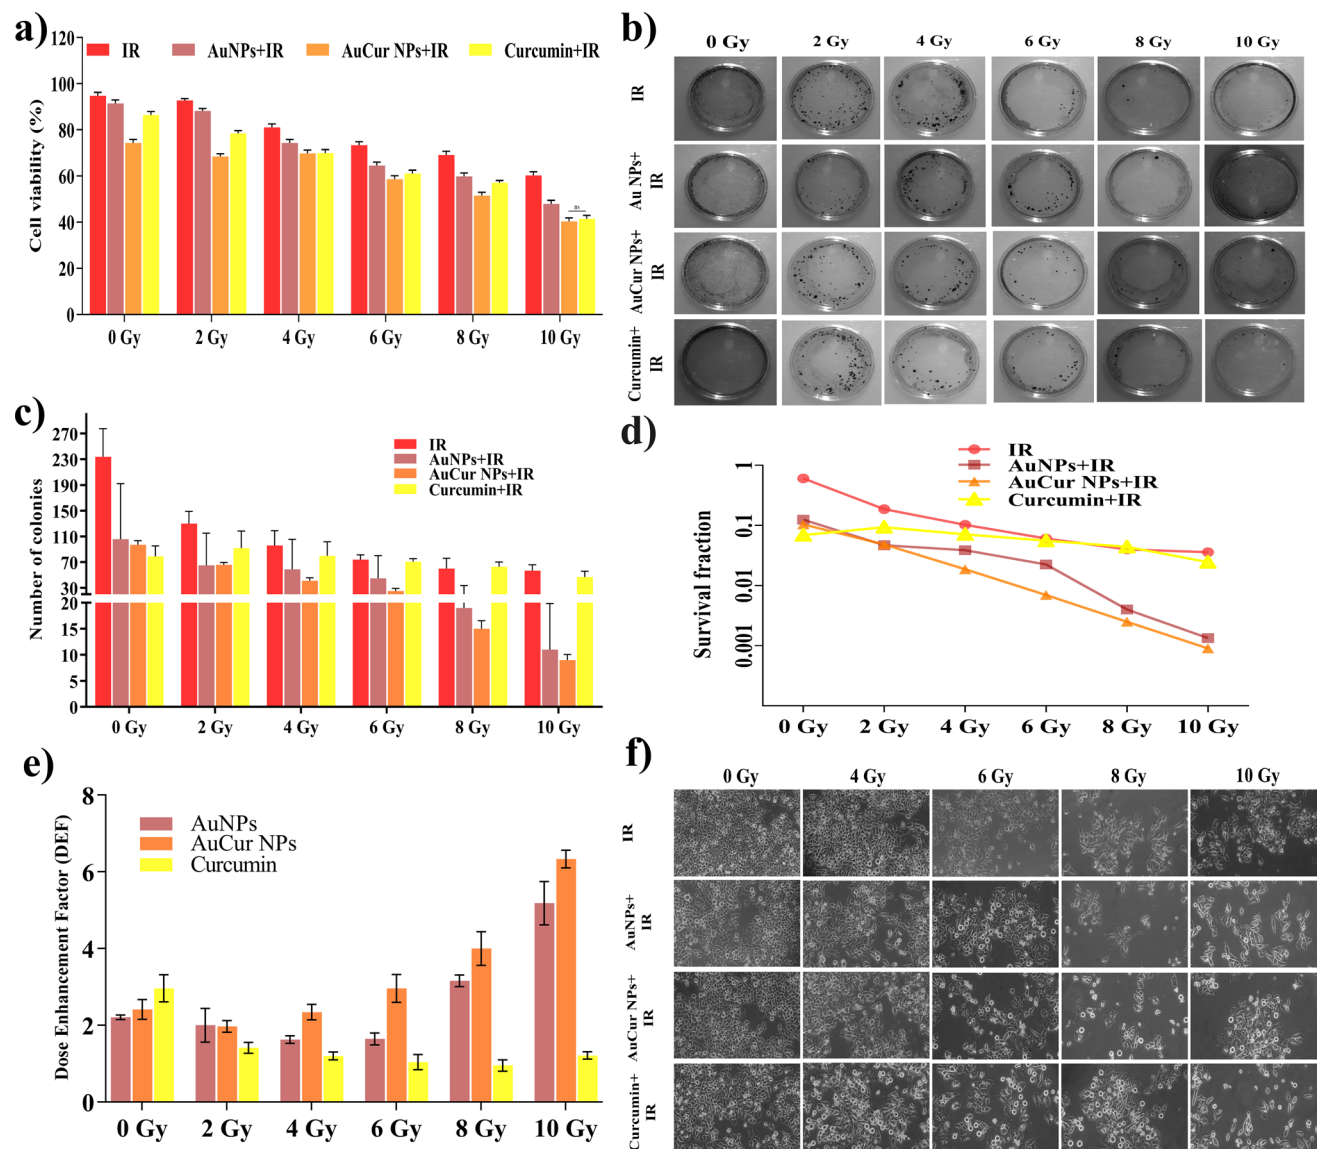 a)
120
100
80
60
40
20
0
Cell viability (%)
IR
AuNPs+IR
AuCur NPs+IR
Curcumin+IR
ns
0 Gy
2 Gy
4 Gy
6 Gy
8 Gy
10 Gy
b)
0 Gy
2 Gy
4 Gy
6 Gy
8 Gy
10 Gy
IR
Au NPs+
IR
AuCur NPs+
IR
Curcumin+
IR
c)
270
230
190
150
110
70
30
20
15
10
5
0
Number of colonies
IR
AuNPs+IR
AuCur NPs+IR
Curcumin+IR
0 Gy
2 Gy
4 Gy
6 Gy
8 Gy
10 Gy
d)
1
0.1
0.01
0.001
Survival fraction
IR
AuNPs+IR
AuCur NPs+IR
Curcumin+IR
0 Gy
2 Gy
4 Gy
6 Gy
8 Gy
10 Gy
e)
8
6
4
2
0
Dose Enhancement Factor (DEF)
AuNPs
AuCur NPs
Curcumin
0 Gy
2 Gy
4 Gy
6 Gy
8 Gy
10 Gy
f)
0 Gy
4 Gy
6 Gy
8 Gy
10 Gy
IR
AuNPs+
IR
AuCur NPs+
IR
Curcumin+
IR